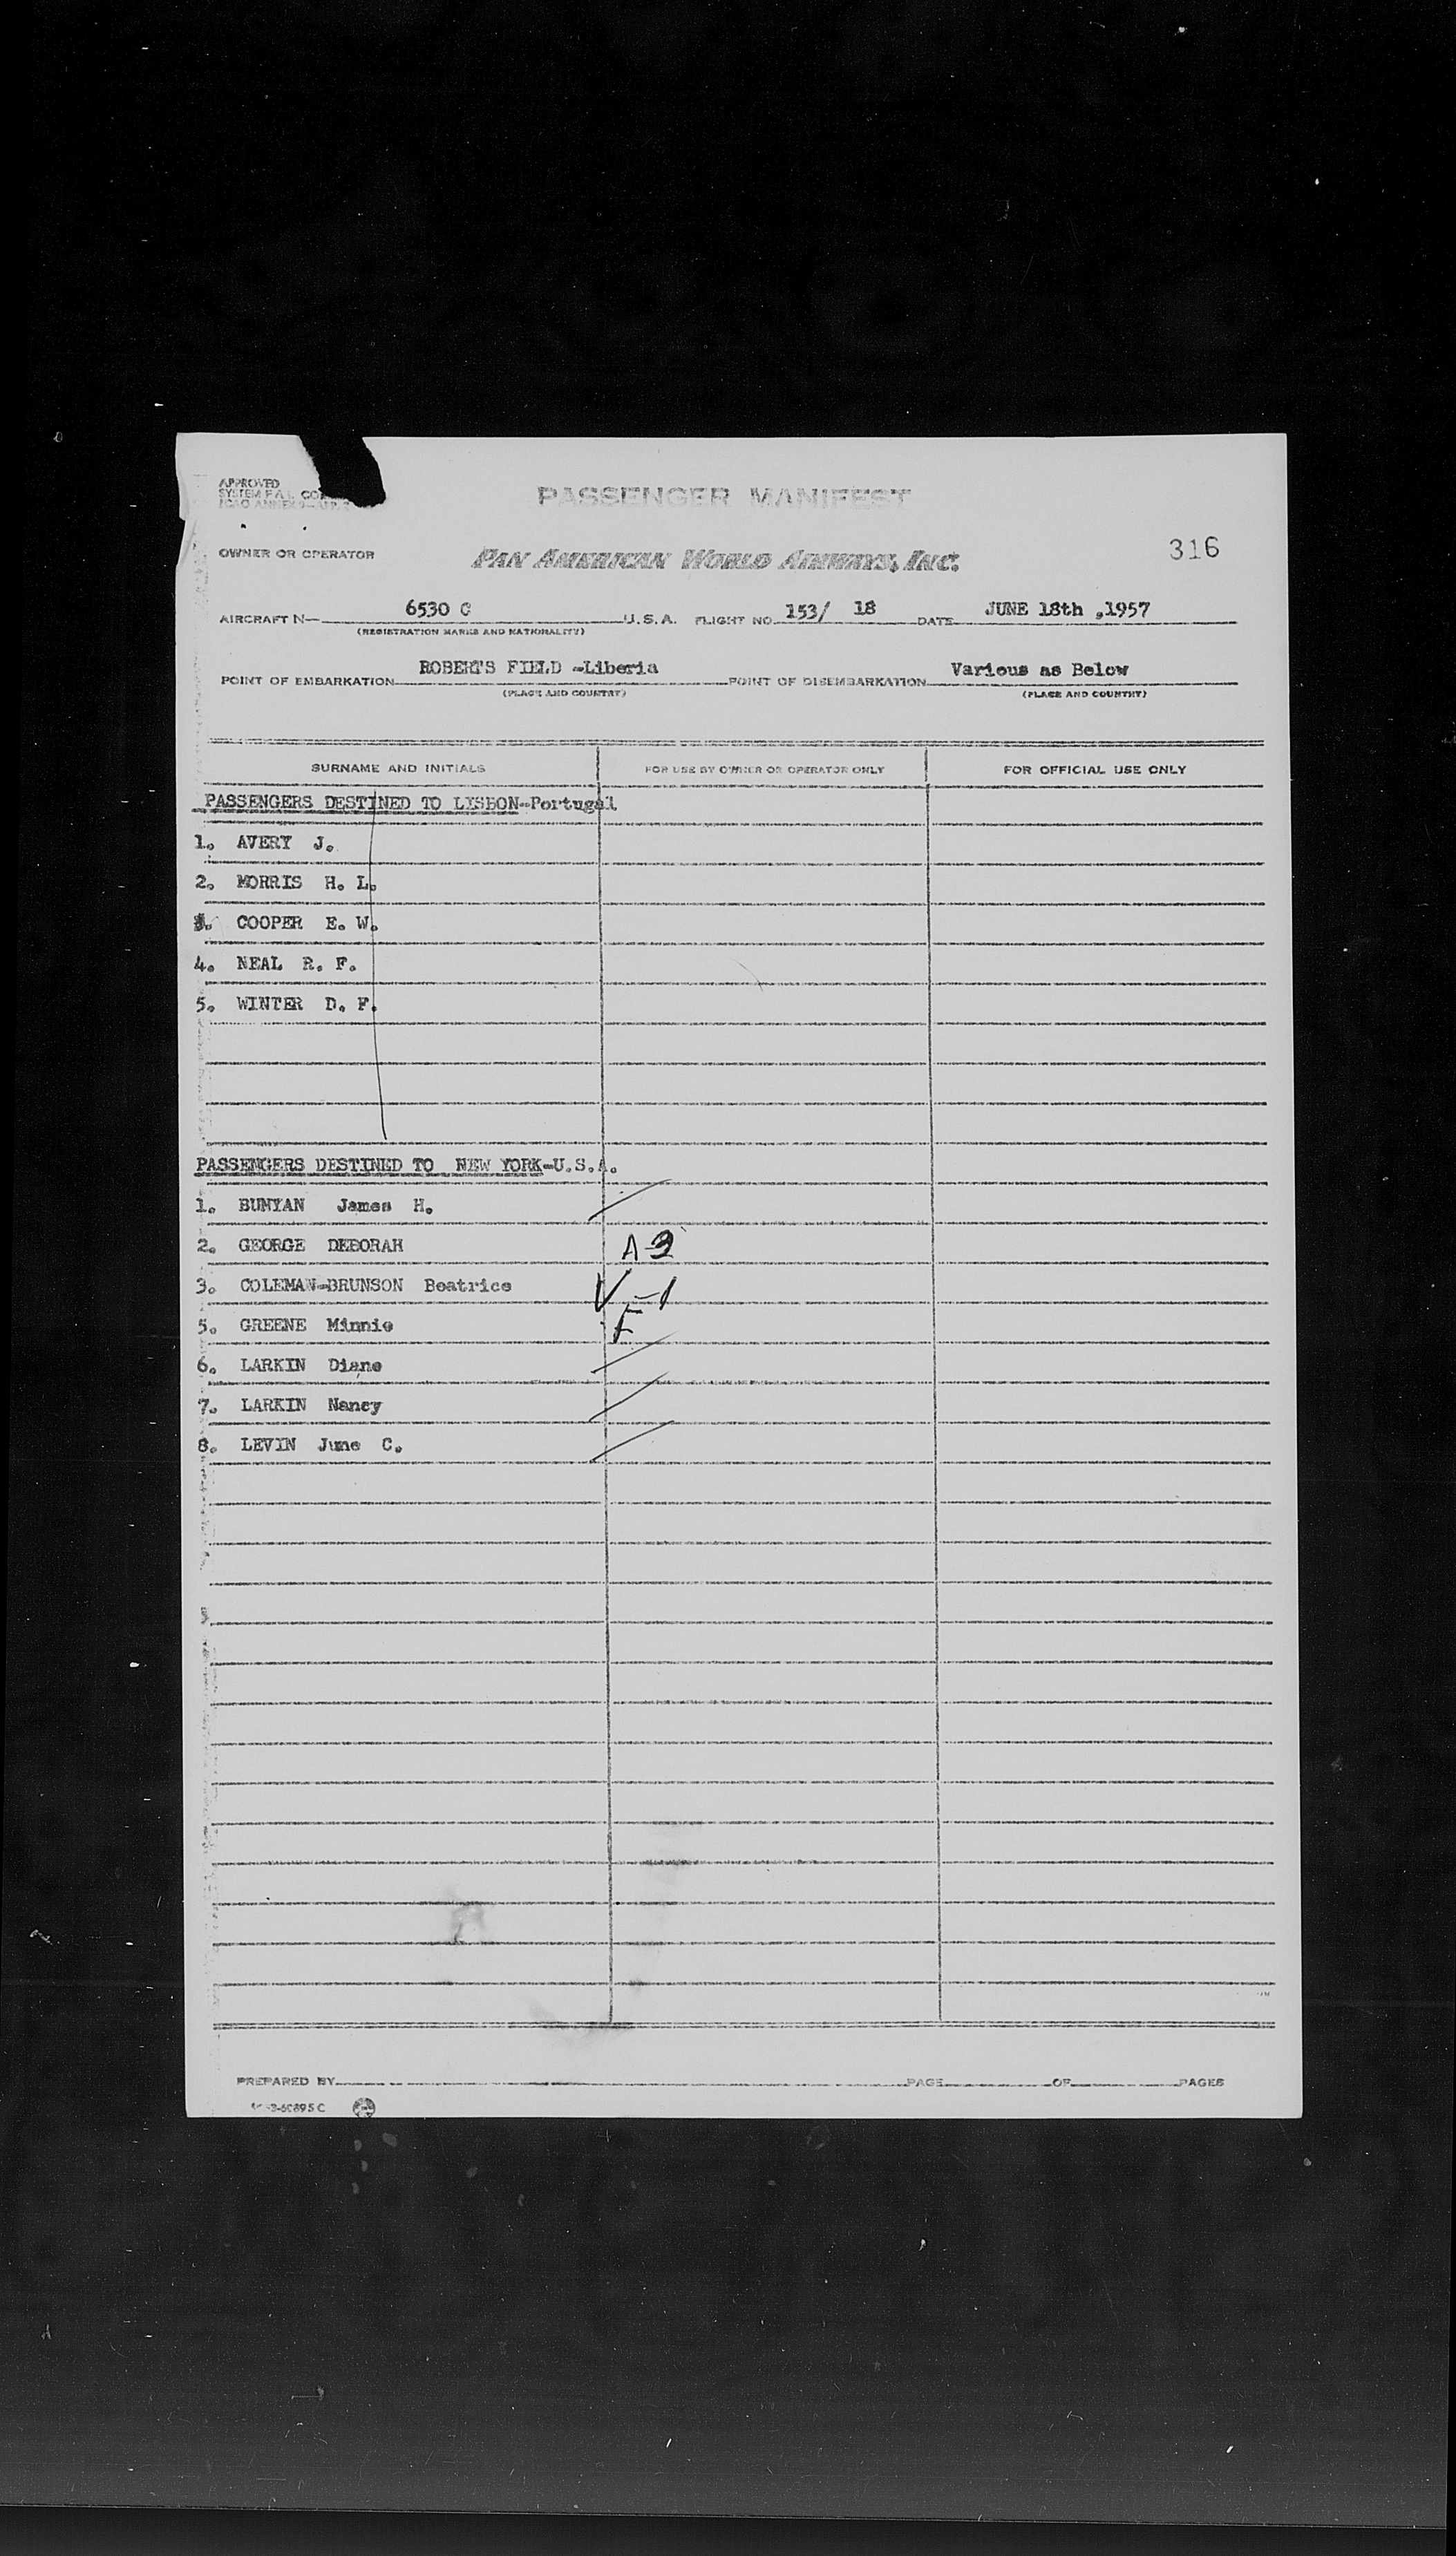 APPROVED
SYSTEM F.A.L.
PASSENGER MANIFEST
OWNER OR OPERATOR PAN AMERICAN WORLD AIRWAYS, INC. 316
AIRCRAFT N— 6530 C U.S.A. FLIGHT NO. 153/ 18 DATE JUNE 18th ,1957
(REGISTRATION MARKS AND NATIONALITY)
POINT OF EMBARKATION ROBERTS FIELD -Liberia POINT OF DISEMBARKATION Various as Below
(PLACE AND COUNTRY) (PLACE AND COUNTRY)
SURNAME AND INITIALS FOR USE BY OWNER OR OPERATOR ONLY FOR OFFICIAL USE ONLY
PASSENGERS DESTINED TO LISBON-Portugal
1. AVERY J.
2. MORRIS H. L.
3. COOPER E. W.
4. NEAL R. F.
5. WINTER D. F.
PASSENGERS DESTINED TO NEW YORK-U.S.A.
1. BUNYAN James H.
2. GEORGE DEBORAH A-3
3. COLEMAN-BRUNSON Beatrice V -1
5. GREENE Minnie F
6. LARKIN Diane
7. LARKIN Nancy
8. LEVIN June C.
PREPARED BY PAGE OF PAGES